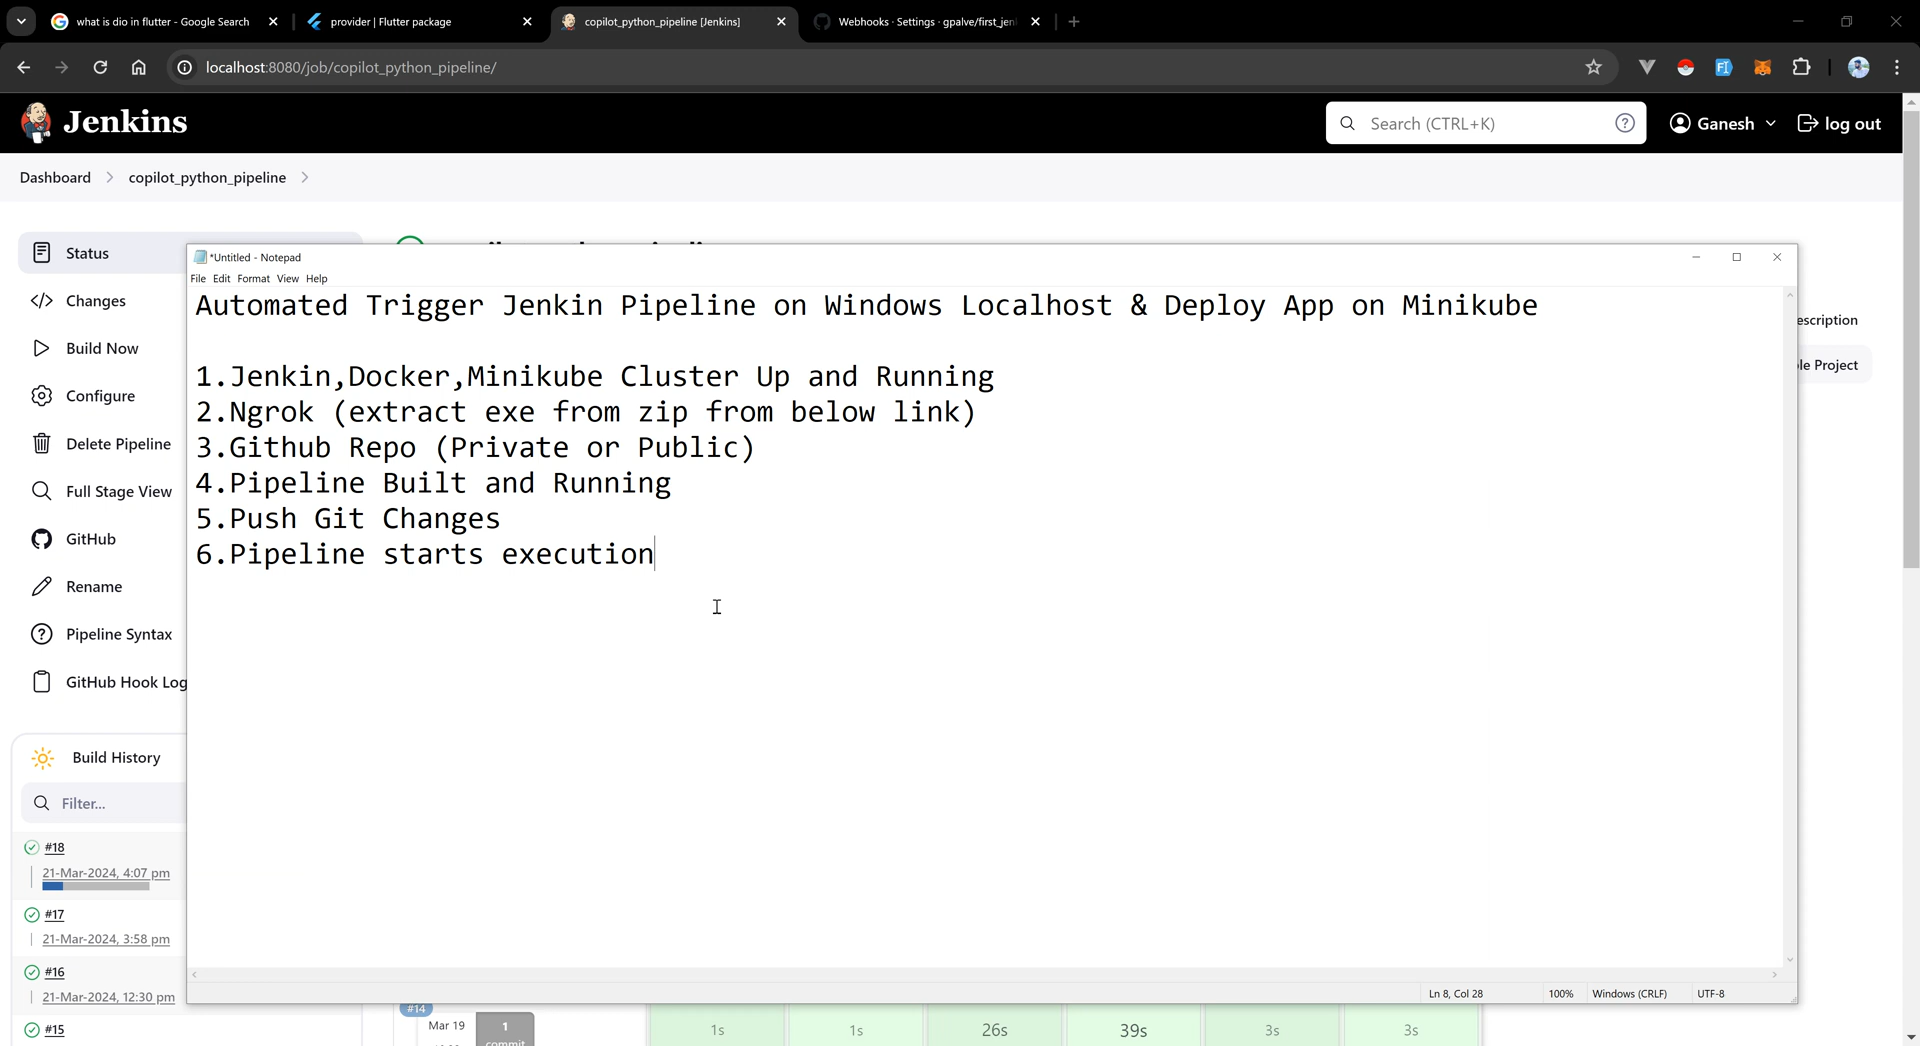 what is dio in flutter - Google Search
provider | Flutter package
copilot_python_pipeline [Jenkins]
Webhooks · Settings · gpalve/first_jen
localhost:8080/job/copilot_python_pipeline/
Jenkins
Search (CTRL+K)
Ganesh
log out
Dashboard
copilot_python_pipeline
Status
Changes
Build Now
Configure
Delete Pipeline
Full Stage View
GitHub
Rename
Pipeline Syntax
GitHub Hook Log
escription
le Project
*Untitled - Notepad
File Edit Format View Help
Automated Trigger Jenkin Pipeline on Windows Localhost & Deploy App on Minikube
1.Jenkin,Docker,Minikube Cluster Up and Running
2.Ngrok (extract exe from zip from below link)
3.Github Repo (Private or Public)
4.Pipeline Built and Running
5.Push Git Changes
6.Pipeline starts execution
Ln 8, Col 28
100%
Windows (CRLF)
UTF-8
Build History
Filter...
#18
21-Mar-2024, 4:07 pm
#17
21-Mar-2024, 3:58 pm
#16
21-Mar-2024, 12:30 pm
#15
#14
Mar 19
1
commit
1s
1s
26s
39s
3s
3s